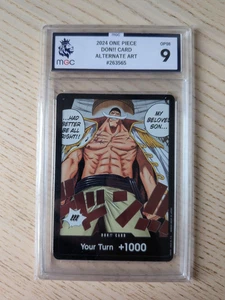 MGC
2024 ONE PIECE
DON!! CARD
ALTERNATE ART
#263565
9
...HAD
BETTER
BE ALL
RIGHT!!
MY
BELOVED
SON...
!!!
DON!! CARD
Your Turn +1000